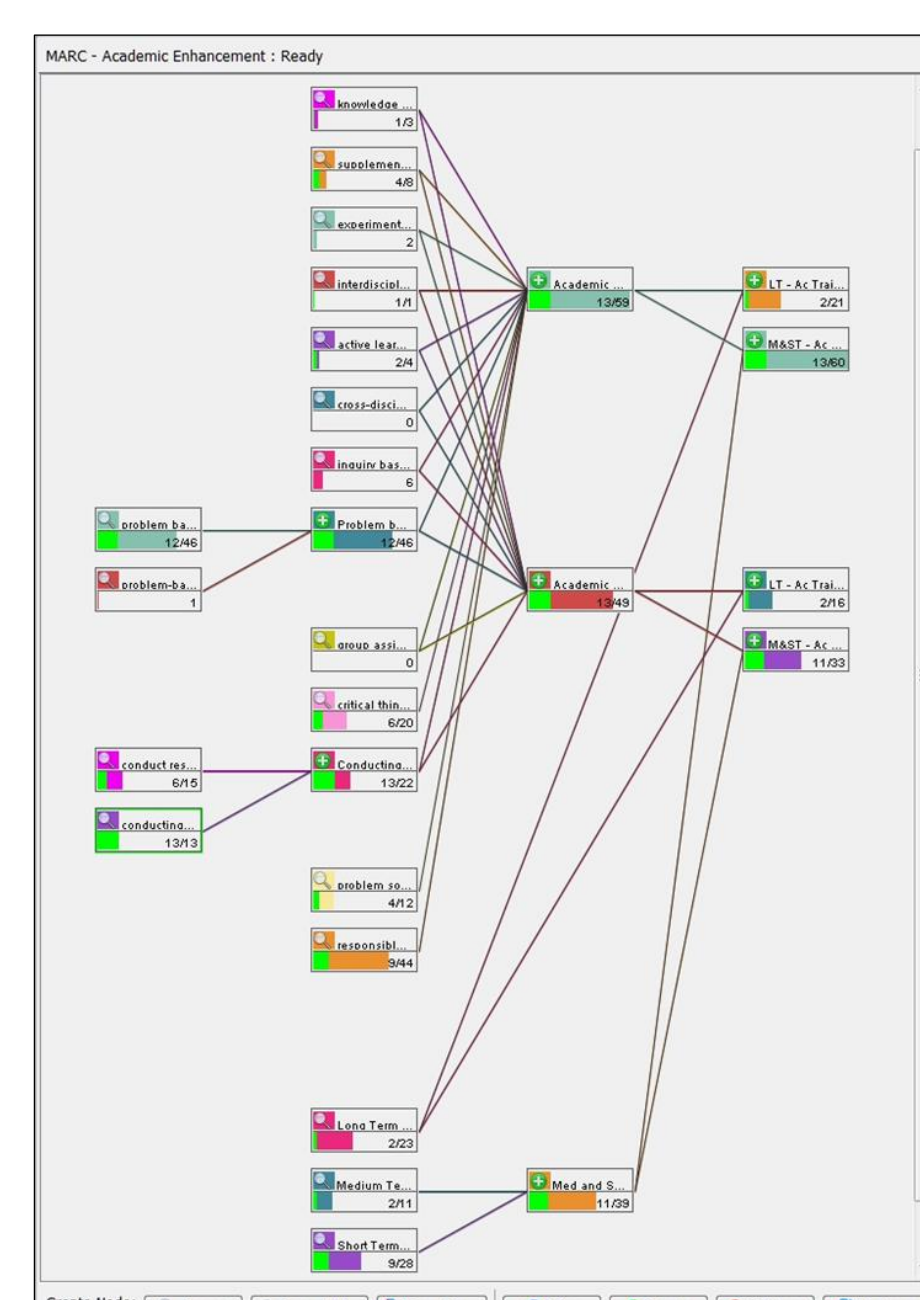 MARC - Academic Enhancement : Ready
knowledge ...
1/3
supplemen...
4/8
experiment...
2
interdiscipl...
1/1
active lear...
2/4
cross-disci...
0
inquiry bas...
6
problem ba...
12/46
Problem b...
12/46
problem-ba...
1
group assi...
0
critical thin...
6/20
conduct res...
6/15
Conducting...
13/22
conducting...
13/13
problem so...
4/12
responsibl...
9/44
Long Term ...
2/23
Medium Te...
2/11
Short Term...
9/28
Academic ...
13/59
Academic ...
13/49
Med and S...
11/39
LT - Ac Trai...
2/21
M&ST - Ac ...
13/60
LT - Ac Trai...
2/16
M&ST - Ac ...
11/33
Create Node: